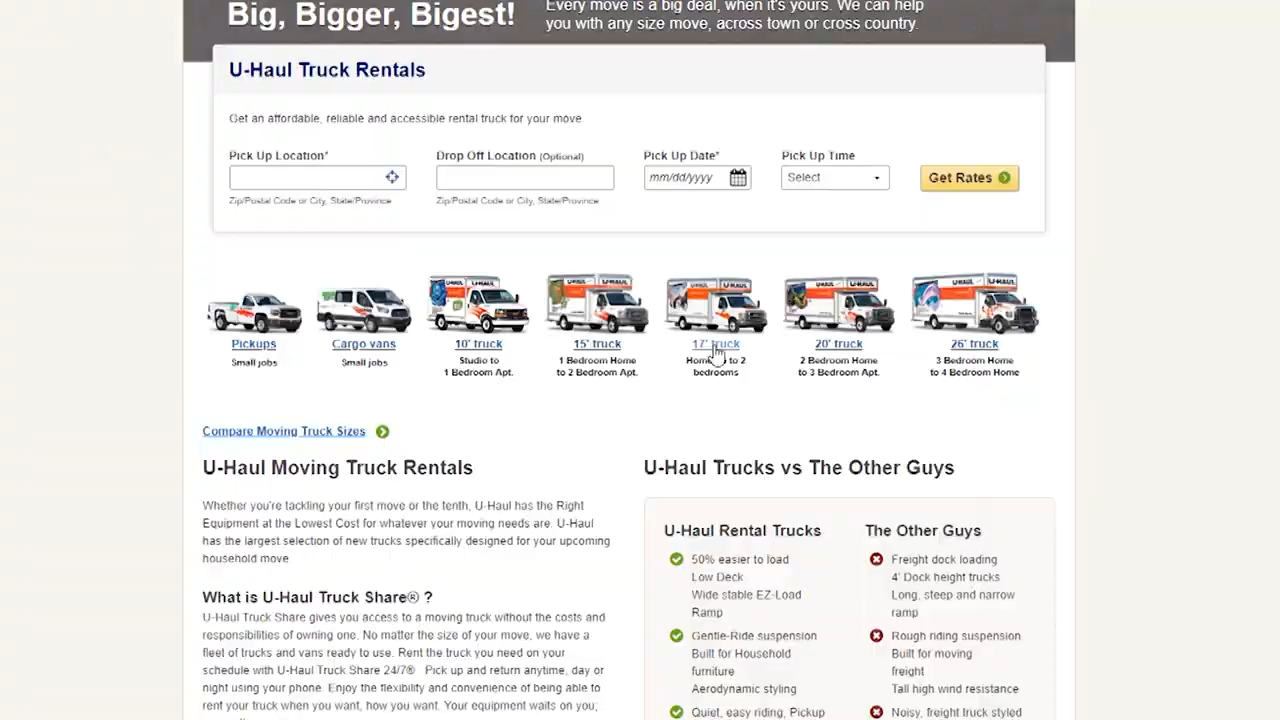 Big, Bigger, Bigest!
Every move is a big deal, when it's yours. We can help
you with any size move, across town or cross country.
U-Haul Truck Rentals
Get an affordable, reliable and accessible rental truck for your move.
Pick Up Location*
Drop Off Location (Optional)
Pick Up Date*
Pick Up Time
mm/dd/yyyy
Select
Get Rates
Zip/Postal Code or City, State/Province
Zip/Postal Code or City, State/Province
Pickups
Small jobs
Cargo vans
Small jobs
10' truck
Studio to
1 Bedroom Apt.
15' truck
1 Bedroom Home
to 2 Bedroom Apt.
17' truck
to 2
bedrooms
20' truck
2 Bedroom Home
to 3 Bedroom Apt.
26' truck
3 Bedroom Home
to 4 Bedroom Home
Compare Moving Truck Sizes
U-Haul Moving Truck Rentals
Whether you're tackling your first move or the tenth, U-Haul has the Right
Equipment at the Lowest Cost for whatever your moving needs are. U-Haul
has the largest selection of new trucks specifically designed for your upcoming
household move
What is U-Haul Truck Share® ?
U-Haul Truck Share gives you access to a moving truck without the costs and
responsibilities of owning one. No matter the size of your move, we have a
fleet of trucks and vans ready to use. Rent the truck you need on your
schedule with U-Haul Truck Share 24/7® Pick up and return anytime, day or
night using your phone. Enjoy the flexibility and convenience of being able to
rent your truck when you want, how you want. Your equipment waits on you;
U-Haul Trucks vs The Other Guys
U-Haul Rental Trucks
50% easier to load
Low Deck
Wide stable EZ-Load
Ramp
Gentle-Ride suspension
Built for Household
furniture
Aerodynamic styling
Quiet, easy riding, Pickup
The Other Guys
Freight dock loading
4' Dock height trucks
Long, steep and narrow
ramp
Rough riding suspension
Built for moving
freight
Tall high wind resistance
Noisy, freight truck styled